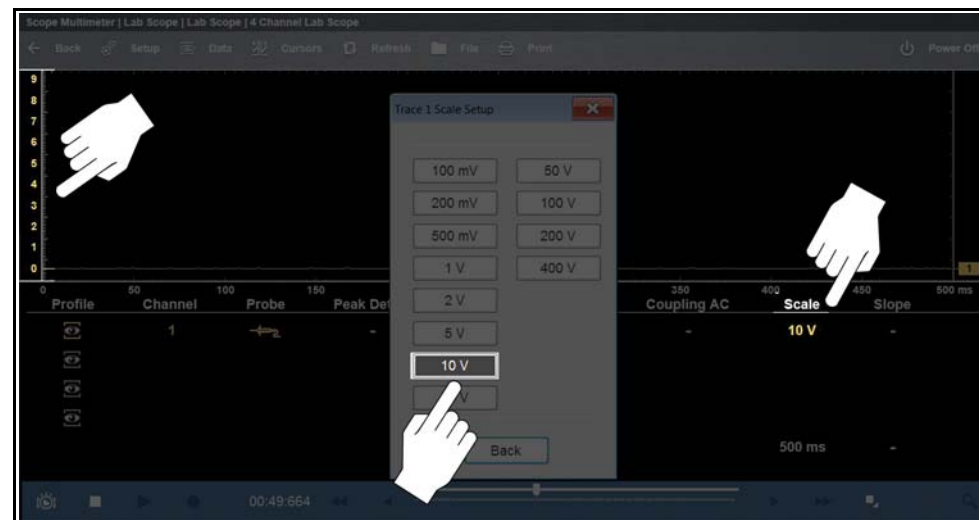 Scope Multimeter | Lab Scope | Lab Scope | 4 Channel Lab Scope
Back Setup Data Cursors Refresh File Print Power Off
9
8
7
6
5
4
3
2
1
0
1
0 50 100 150 350 400 450 500 ms
Trace 1 Scale Setup
100 mV 50 V
200 mV 100 V
500 mV 200 V
1 V 400 V
2 V
5 V
10 V
V
Back
Profile Channel Probe Peak Det Coupling AC Scale Slope
1 - - 10 V -
500 ms -
00:49:664